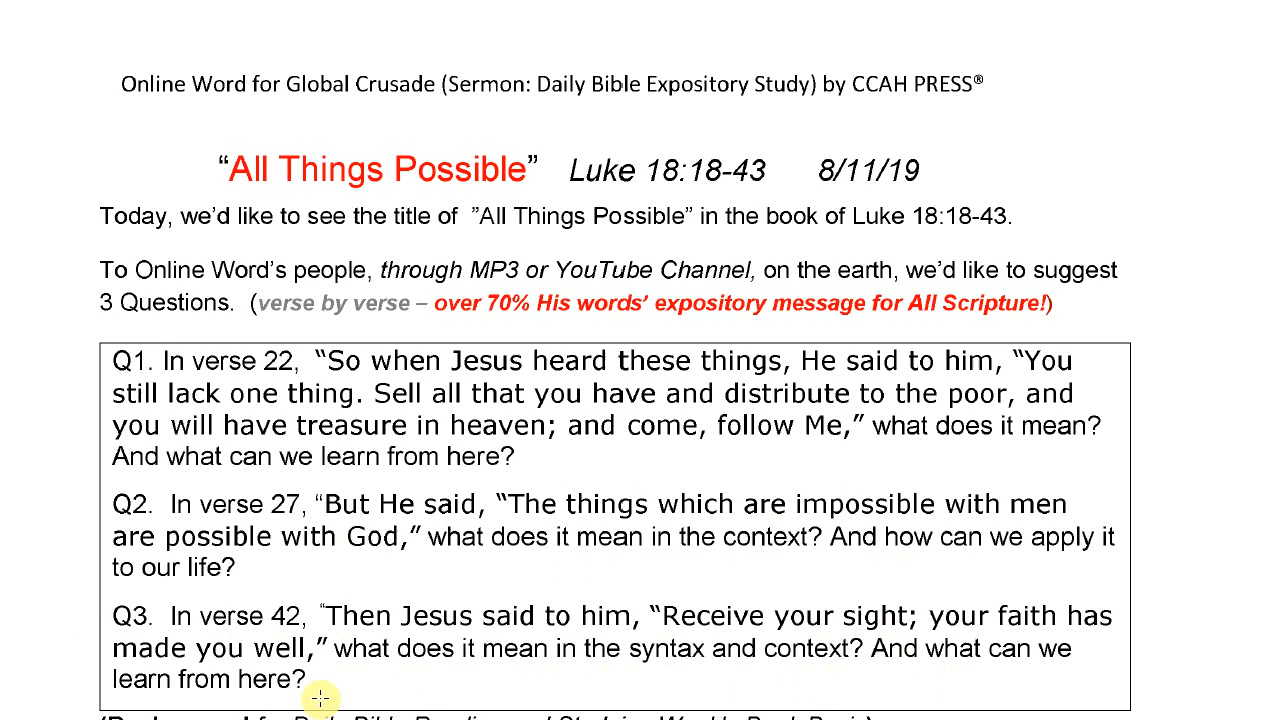 Online Word for Global Crusade (Sermon: Daily Bible Expository Study) by CCAH PRESS®
“All Things Possible” Luke 18:18-43 8/11/19
Today, we’d like to see the title of ”All Things Possible” in the book of Luke 18:18-43.
To Online Word’s people, through MP3 or YouTube Channel, on the earth, we’d like to suggest
3 Questions. (verse by verse – over 70% His words’ expository message for All Scripture!)
Q1. In verse 22, “So when Jesus heard these things, He said to him, “You
still lack one thing. Sell all that you have and distribute to the poor, and
you will have treasure in heaven; and come, follow Me,” what does it mean?
And what can we learn from here?
Q2. In verse 27, “But He said, “The things which are impossible with men
are possible with God,” what does it mean in the context? And how can we apply it
to our life?
Q3. In verse 42, “Then Jesus said to him, “Receive your sight; your faith has
made you well,” what does it mean in the syntax and context? And what can we
learn from here?